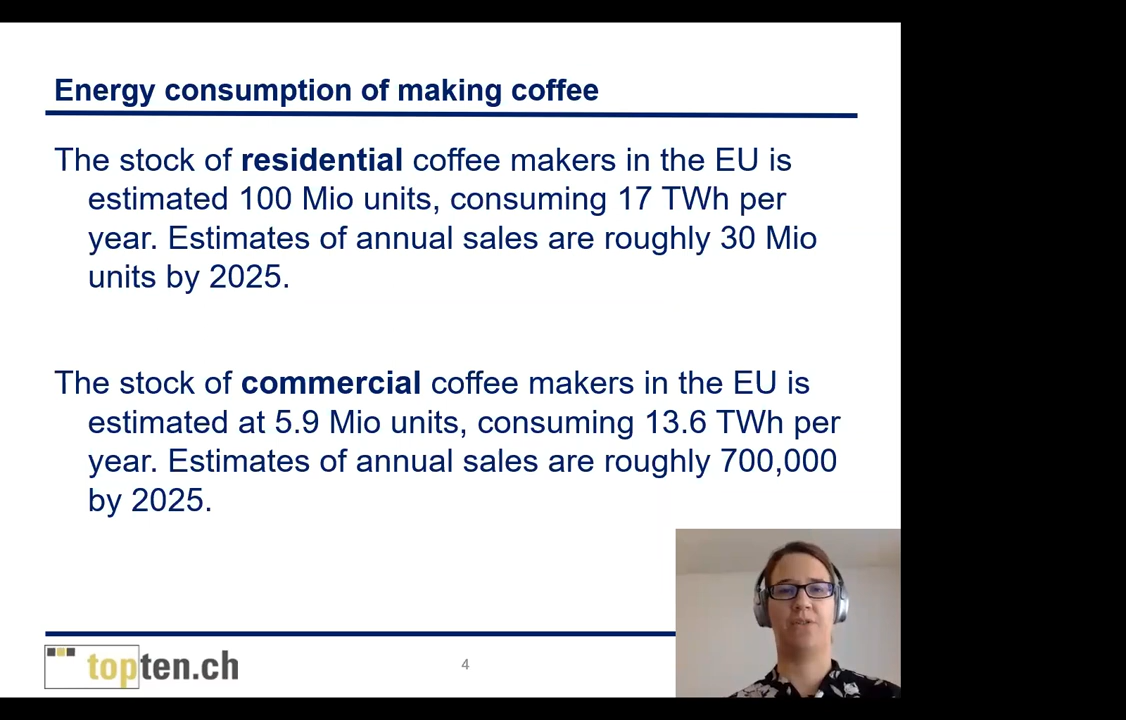 Energy consumption of making coffee
The stock of residential coffee makers in the EU is
estimated 100 Mio units, consuming 17 TWh per
year. Estimates of annual sales are roughly 30 Mio
units by 2025.
The stock of commercial coffee makers in the EU is
estimated at 5.9 Mio units, consuming 13.6 TWh per
year. Estimates of annual sales are roughly 700,000
by 2025.
topten.ch
4